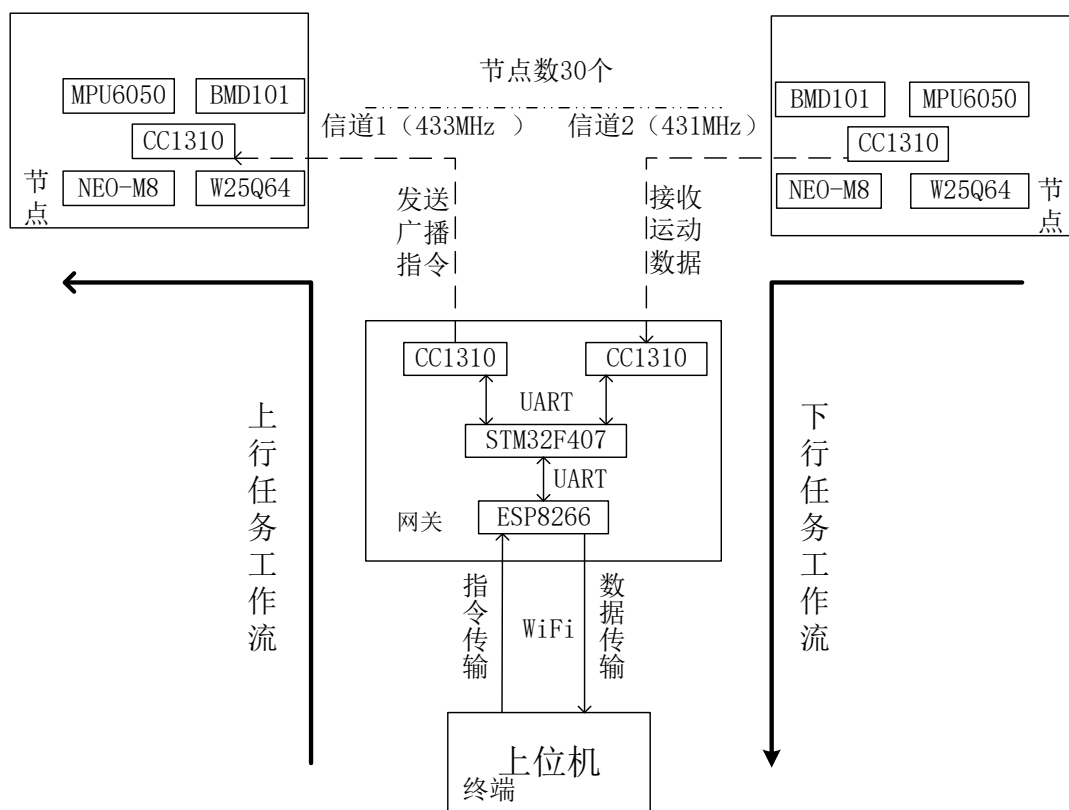 节点数30个
MPU6050
BMD101
CC1310
NEO-M8
W25Q64
节点
信道1（433MHz ）
信道2（431MHz）
BMD101
MPU6050
CC1310
NEO-M8
W25Q64
节点
发送
广播
指令
接收
运动
数据
CC1310
CC1310
UART
STM32F407
UART
ESP8266
网关
上行任务工作流
下行任务工作流
指令传输
WiFi
数据传输
上位机
终端